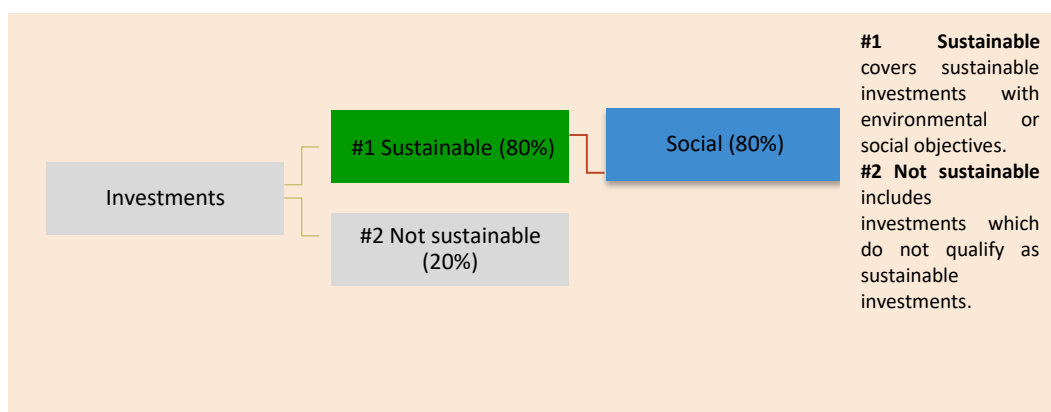 Investments
#1 Sustainable (80%)
Social (80%)
#2 Not sustainable
(20%)
#1 Sustainable
covers sustainable
investments with
environmental or
social objectives.
#2 Not sustainable
includes
investments which
do not qualify as
sustainable
investments.